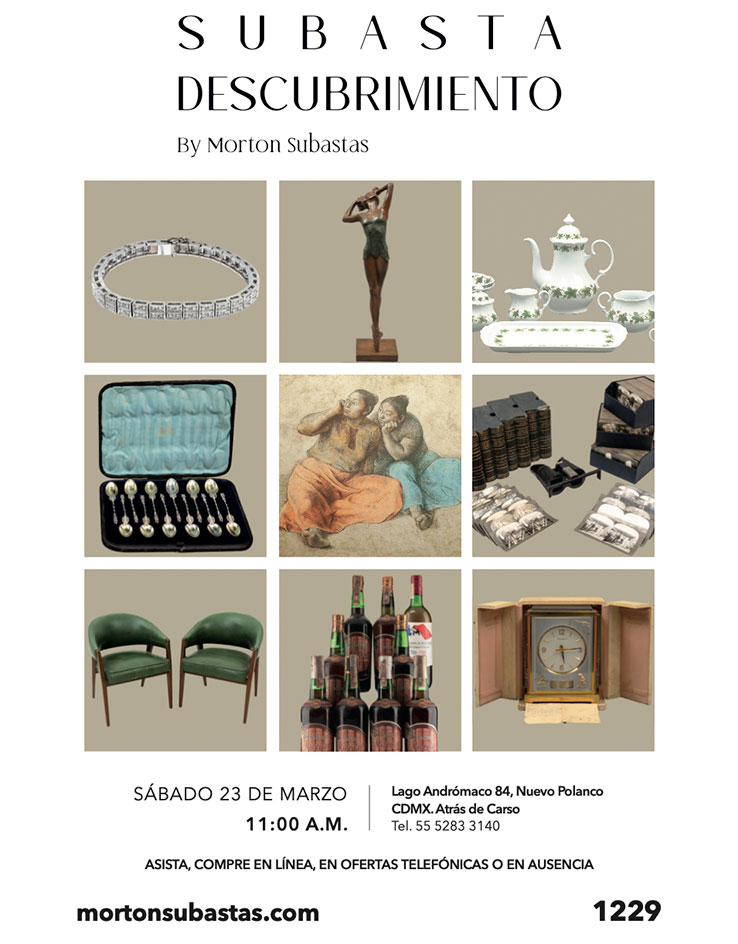 SUBASTA
DESCUBRIMIENTO
By Morton Subastas
SÁBADO 23 DE MARZO
11:00 A.M.
Lago Andrómaco 84, Nuevo Polanco
CDMX. Atrás de Carso
Tel. 55 5283 3140
ASISTA, COMPRE EN LÍNEA, EN OFERTAS TELEFÓNICAS O EN AUSENCIA
mortonsubastas.com
1229